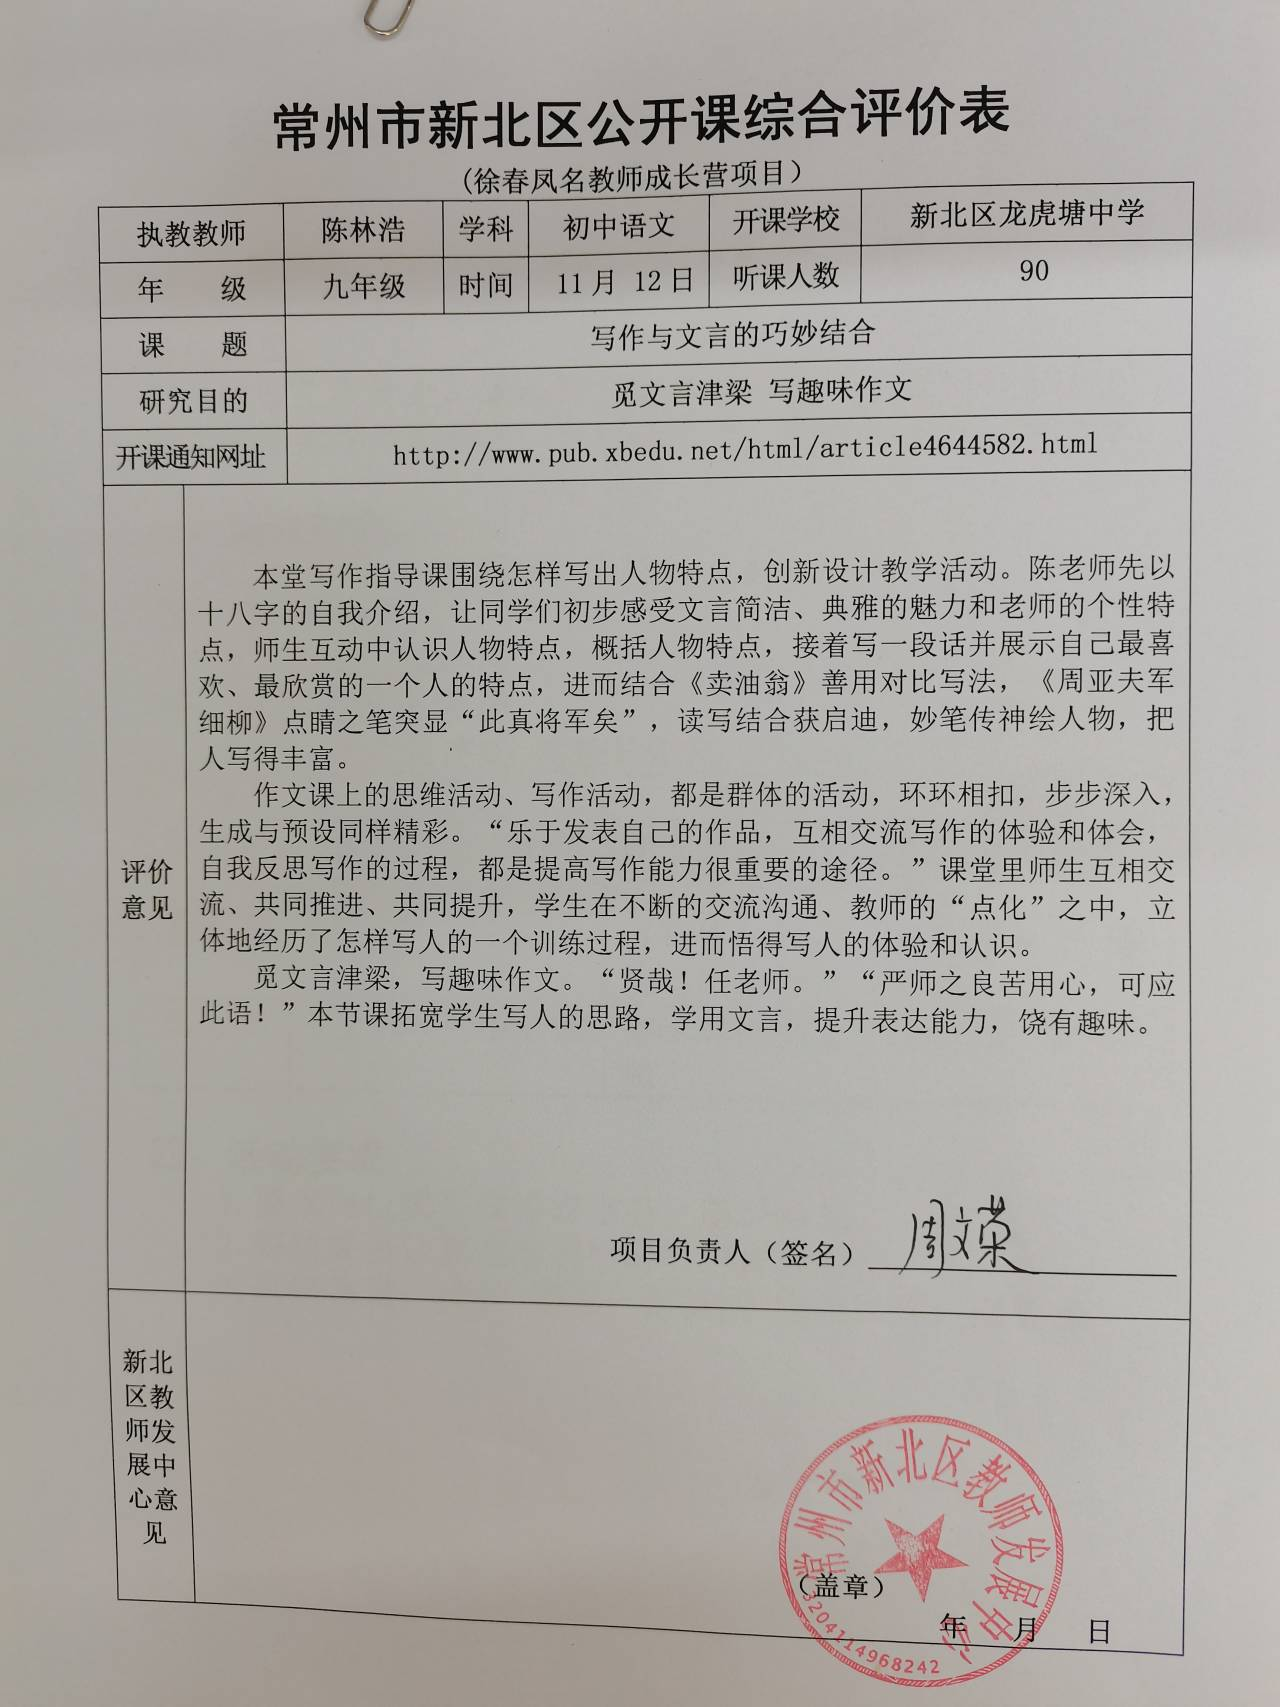 常州市新北区公开课综合评价表
(徐春凤名教师成长营项目）
执教教师 陈林浩 学科 初中语文 开课学校 新北区龙虎塘中学
年 级 九年级 时间 11月 12日 听课人数 90
课 题 写作与文言的巧妙结合
研究目的 觅文言津梁 写趣味作文
开课通知网址 http://www.pub.xbedu.net/html/article4644582.html
评价
意见
本堂写作指导课围绕怎样写出人物特点，创新设计教学活动。陈老师先以
十八字的自我介绍，让同学们初步感受文言简洁、典雅的魅力和老师的个性特
点，师生互动中认识人物特点，概括人物特点，接着写一段话并展示自己最喜
欢、最欣赏的一个人的特点，进而结合《卖油翁》善用对比写法，《周亚夫军
细柳》点睛之笔突显“此真将军矣”，读写结合获启迪，妙笔传神绘人物，把
人写得丰富。
作文课上的思维活动、写作活动，都是群体的活动，环环相扣，步步深入，
生成与预设同样精彩。“乐于发表自己的作品，互相交流写作的体验和体会，
自我反思写作的过程，都是提高写作能力很重要的途径。”课堂里师生互相交
流、共同推进、共同提升，学生在不断的交流沟通、教师的“点化”之中，立
体地经历了怎样写人的一个训练过程，进而悟得写人的体验和认识。
觅文言津梁，写趣味作文。“贤哉！任老师。”“严师之良苦用心，可应
此语！”本节课拓宽学生写人的思路，学用文言，提升表达能力，饶有趣味。
项目负责人（签名）周文荣
新北
区教
师发
展中
心意
见
常州市新北区教师发展中心
（盖章）
年 月 日
3204114968242